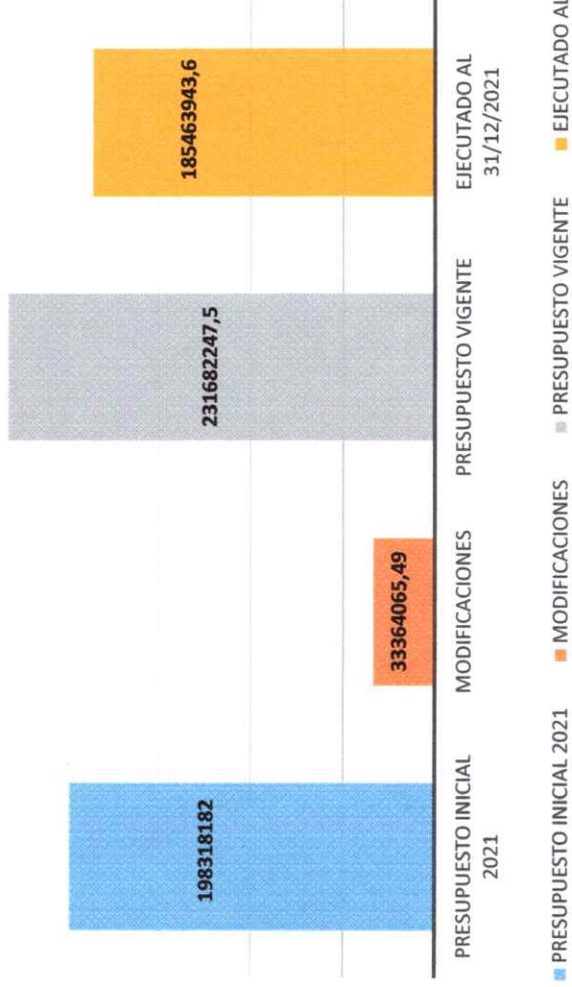 198318182
33364065,49
231682247,5
185463943,6
PRESUPUESTO INICIAL
2021
MODIFICACIONES
PRESUPUESTO VIGENTE
EJECUTADO AL
31/12/2021
PRESUPUESTO INICIAL 2021
MODIFICACIONES
PRESUPUESTO VIGENTE
EJECUTADO AL